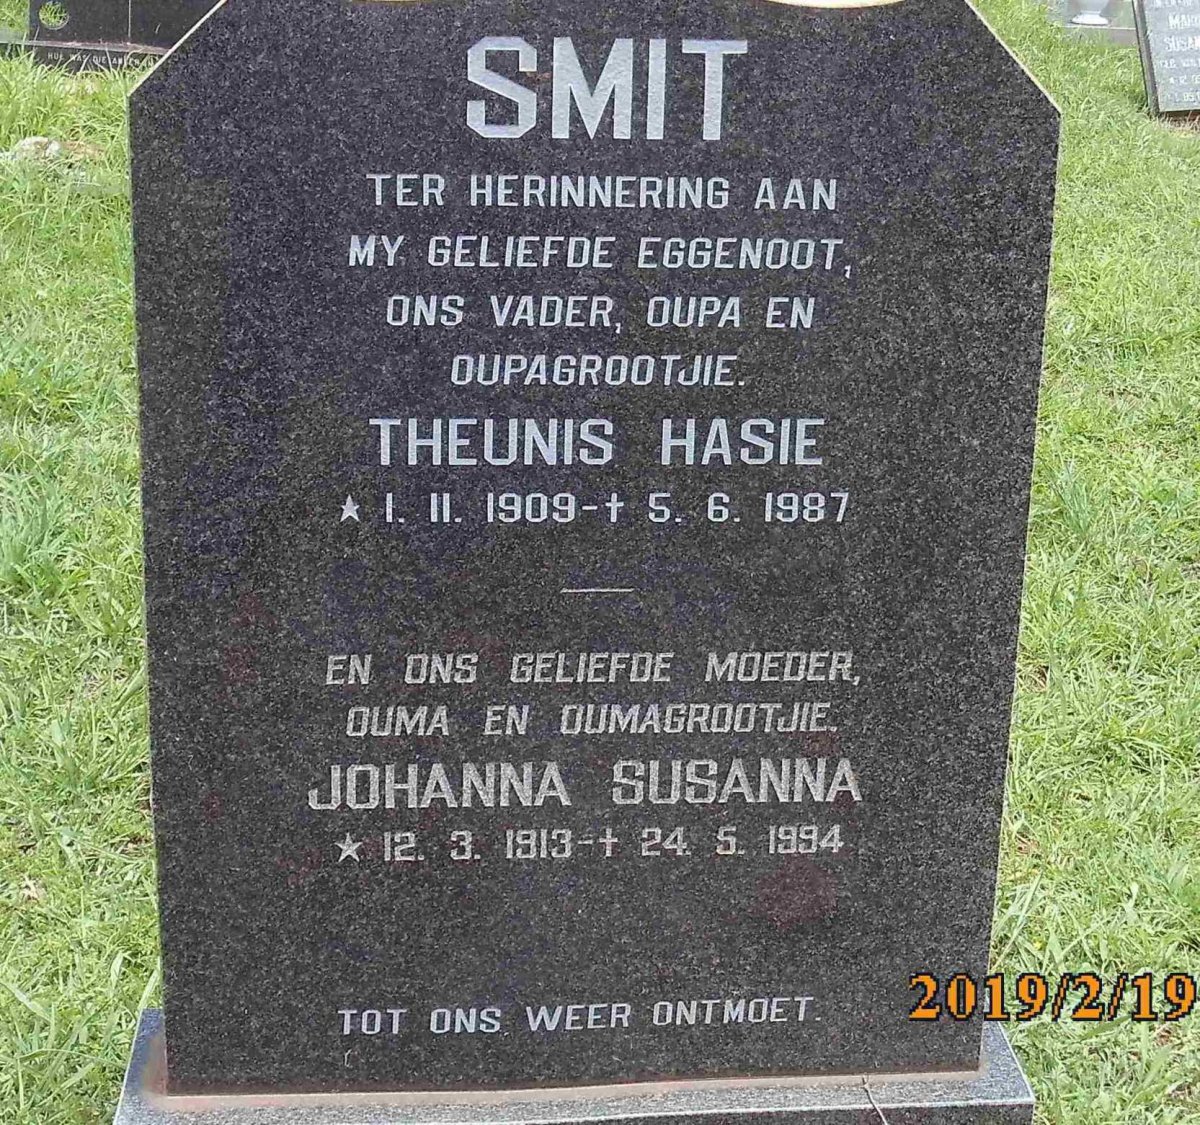 SMIT
TER HERINNERING AAN
MY GELIEFDE EGGENOOT,
ONS VADER, OUPA EN
OUPAGROOTJIE.
THEUNIS HASIE
★ 1. 11. 1909-† 5. 6. 1987
EN ONS GELIEFDE MOEDER,
OUMA EN OUMAGROOTJIE.
JOHANNA SUSANNA
★ 12. 3. 1913-† 24. 5. 1994
TOT ONS WEER ONTMOET.
2019/2/19